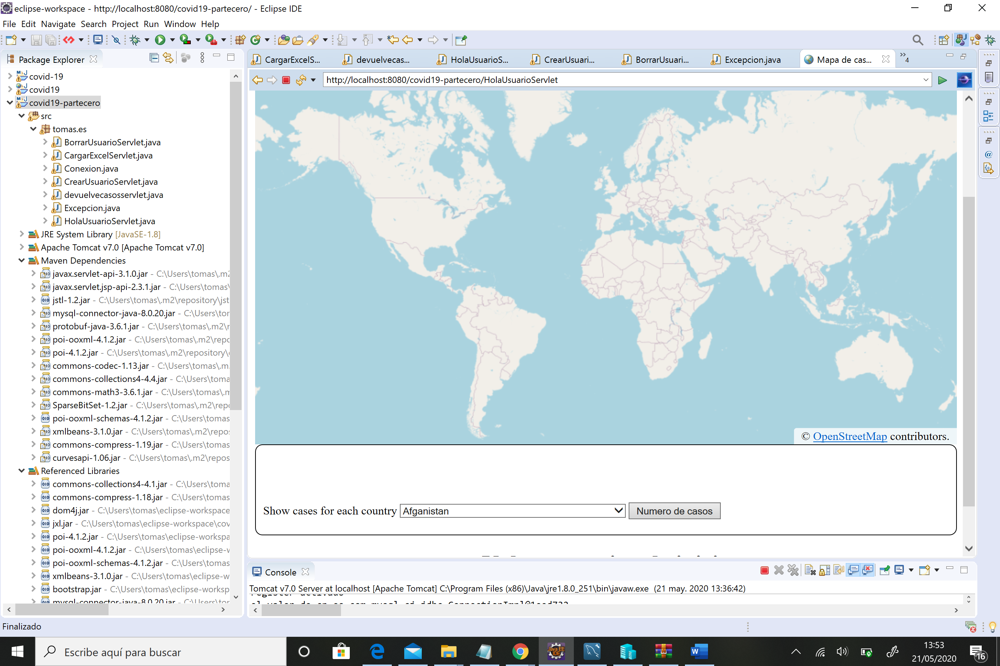 eclipse-workspace - http://localhost:8080/covid19-partecero/ - Eclipse IDE
File Edit Navigate Search Project Run Window Help
Package Explorer
covid-19
covid19
covid19-partecero
src
tomas.es
BorrarUsuarioServlet.java
CargarExcelServlet.java
Conexion.java
CrearUsuarioServlet.java
devuelvecasosservlet.java
Excepcion.java
HolaUsuarioServlet.java
JRE System Library [JavaSE-1.8]
Apache Tomcat v7.0 [Apache Tomcat v7.0]
Maven Dependencies
javax.servlet-api-3.1.0.jar - C:\Users\tomas\.m2
javax.servlet.jsp-api-2.3.1.jar - C:\Users\tomas\
jstl-1.2.jar - C:\Users\tomas\.m2\repository\jst
mysql-connector-java-8.0.20.jar - C:\Users\tor
protobuf-java-3.6.1.jar - C:\Users\tomas\.m2\r
poi-ooxml-4.1.2.jar - C:\Users\tomas\.m2\repo
poi-4.1.2.jar - C:\Users\tomas\.m2\repository\
commons-codec-1.13.jar - C:\Users\tomas\.m.
commons-collections4-4.4.jar - C:\Users\toma
commons-math3-3.6.1.jar - C:\Users\tomas\.m
SparseBitSet-1.2.jar - C:\Users\tomas\.m2\repo
poi-ooxml-schemas-4.1.2.jar - C:\Users\tomas
xmlbeans-3.1.0.jar - C:\Users\tomas\.m2\repos
commons-compress-1.19.jar - C:\Users\tomas
curvesapi-1.06.jar - C:\Users\tomas\.m2\repos
Referenced Libraries
commons-collections4-4.1.jar - C:\Users\toma
commons-compress-1.18.jar - C:\Users\tomas
dom4j.jar - C:\Users\tomas\eclipse-workspace
jxl.jar - C:\Users\tomas\eclipse-workspace\cov
poi-4.1.2.jar - C:\Users\tomas\eclipse-workspa
poi-ooxml-4.1.2.jar - C:\Users\tomas\eclipse-w
poi-ooxml-schemas-4.1.2.jar - C:\Users\tomas
xmlbeans-3.1.0.jar - C:\Users\tomas\eclipse-w
bootstrap.jar - C:\Users\tomas\eclipse-worksp
mysql-connector-java-8.0.20.jar - C:\Users\tor
CargarExcelS... devuelvecas... HolaUsuarioS... CrearUsuari... BorrarUsuari... Excepcion.java Mapa de cas... »4
http://localhost:8080/covid19-partecero/HolaUsuarioServlet
© OpenStreetMap contributors.
Show cases for each country Afganistan Numero de casos
Console
Tomcat v7.0 Server at localhost [Apache Tomcat] C:\Program Files (x86)\Java\jre1.8.0_251\bin\javaw.exe (21 may. 2020 13:36:42)
register activado
Finalizado
Escribe aquí para buscar
Java EE
IDE
W
13:53
21/05/2020
16